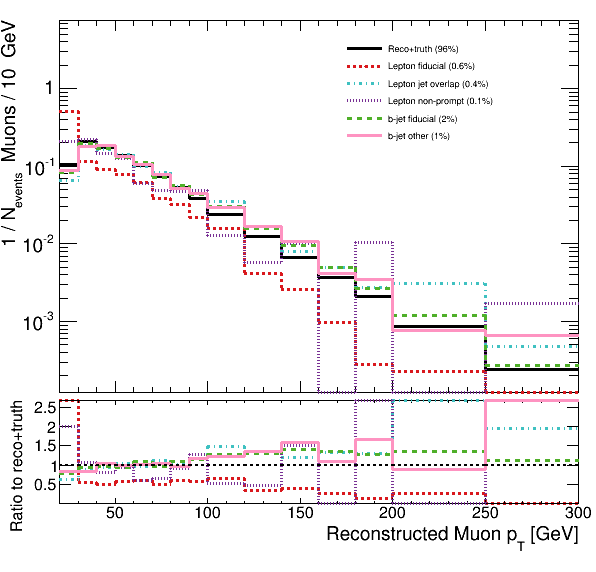 1 / N_events Muons / 10 GeV
Reco+truth (96%)
Lepton fiducial (0.6%)
Lepton jet overlap (0.4%)
Lepton non-prompt (0.1%)
b-jet fiducial (2%)
b-jet other (1%)
1
10^-1
10^-2
10^-3
Ratio to reco+truth
2.5
2
1.5
1
0.5
50 100 150 200 250 300
Reconstructed Muon p_T [GeV]